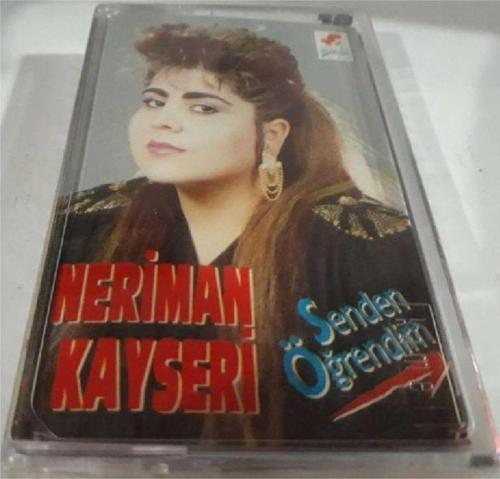 NERİMAN
KAYSERİ
Senden
Öğrendim